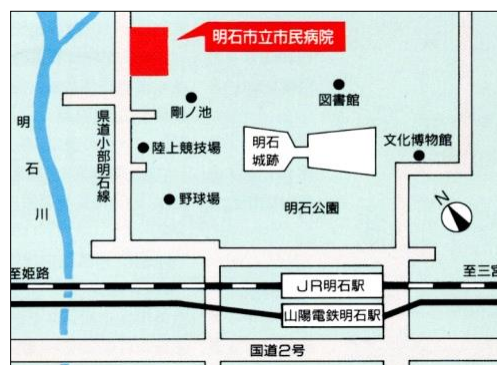 明石市立市民病院
剛ノ池
図書館
県道小部明石線
明石川
陸上競技場
明石
城跡
文化博物館
野球場
明石公園
N
至姫路
至三宮
JR明石駅
山陽電鉄明石駅
国道2号